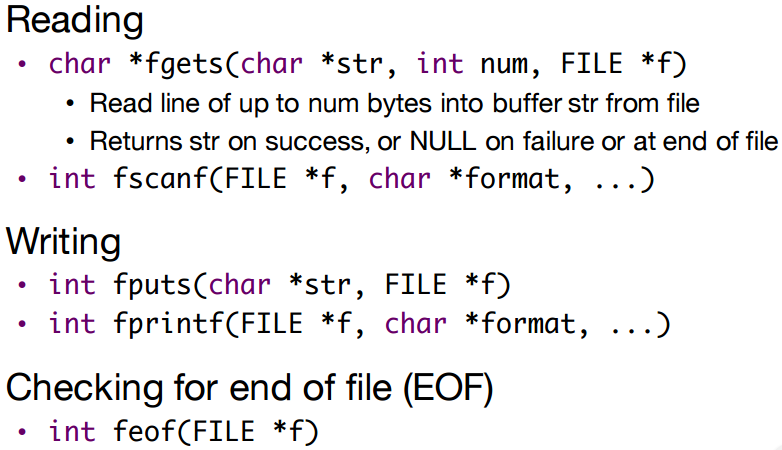 Reading
• char *fgets(char *str, int num, FILE *f)
• Read line of up to num bytes into buffer str from file
• Returns str on success, or NULL on failure or at end of file
• int fscanf(FILE *f, char *format, ...)
Writing
• int fputs(char *str, FILE *f)
• int fprintf(FILE *f, char *format, ...)
Checking for end of file (EOF)
• int feof(FILE *f)